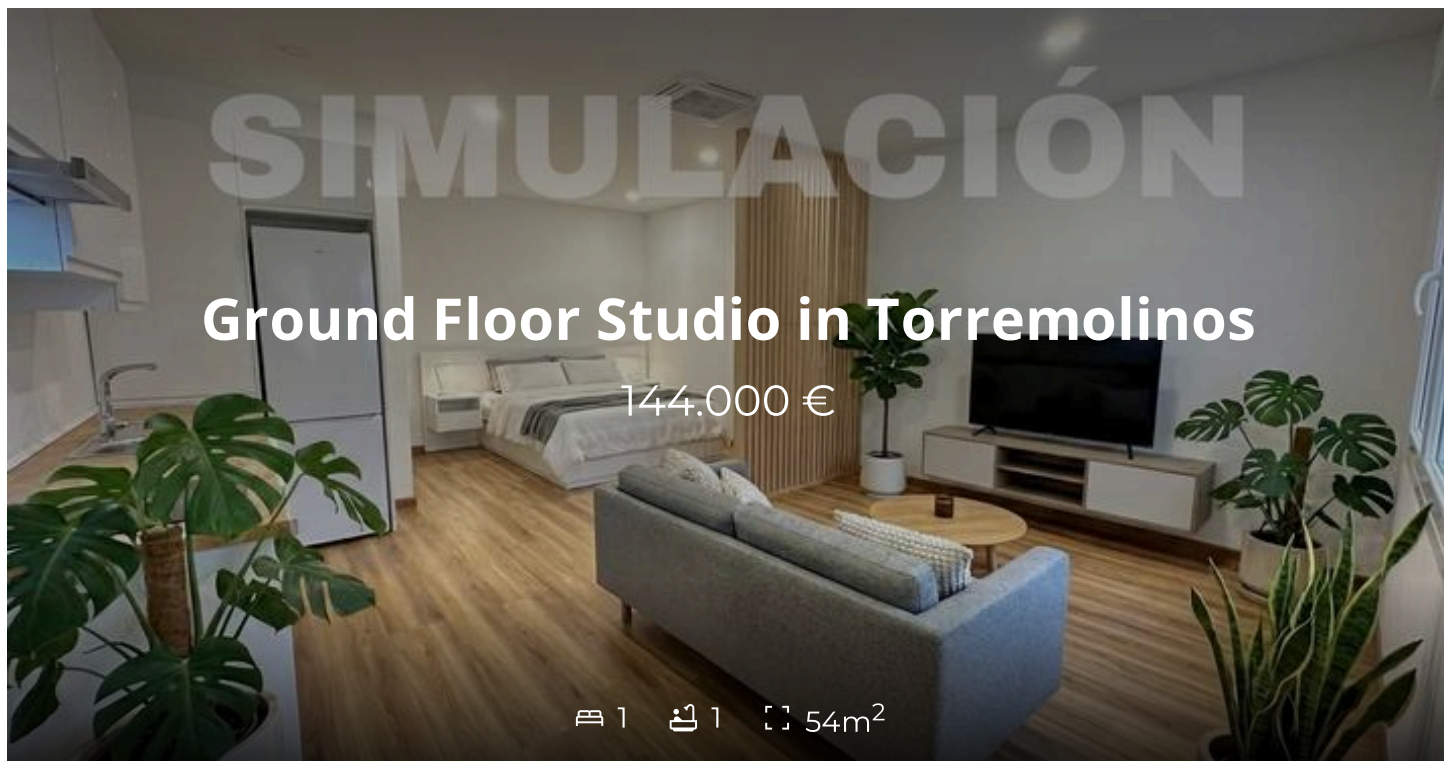 SIMULACIÓN
Ground Floor Studio in Torremolinos
144.000 €
1 1 54m²